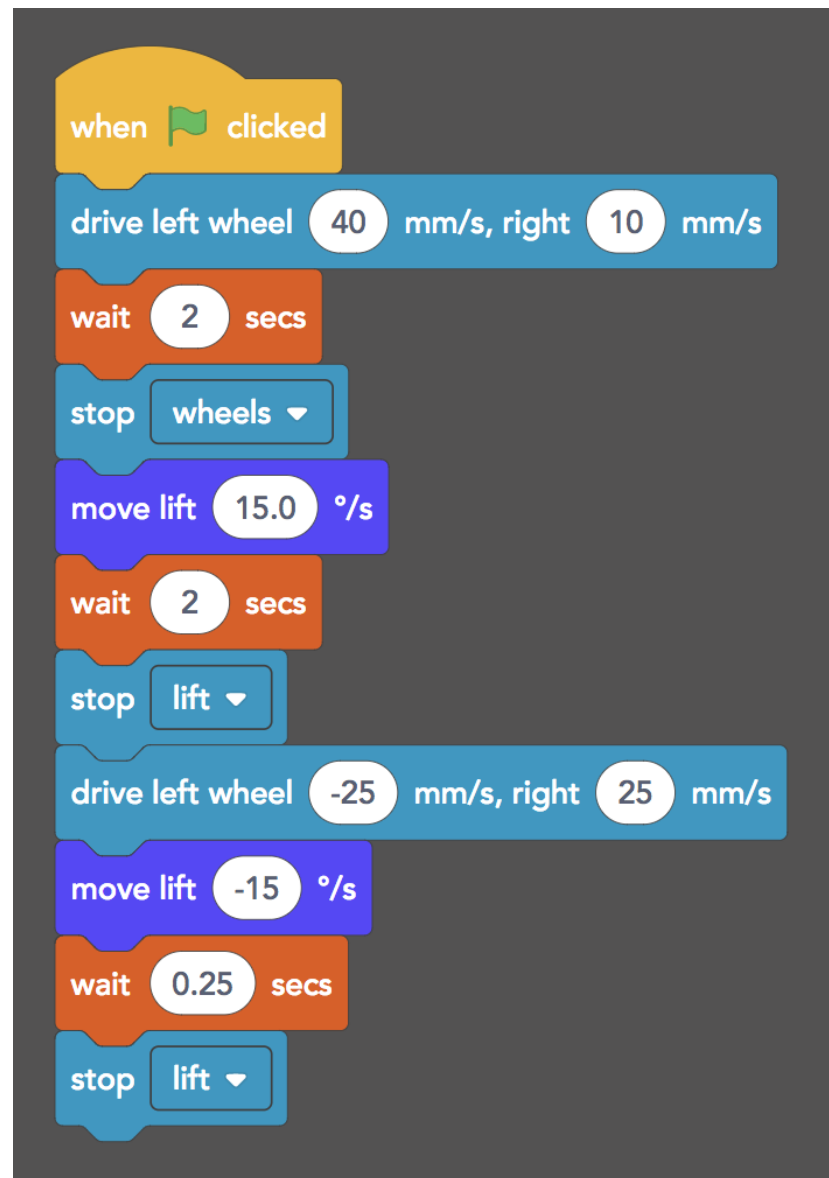 when clicked
drive left wheel 40 mm/s, right 10 mm/s
wait 2 secs
stop wheels
move lift 15.0 °/s
wait 2 secs
stop lift
drive left wheel -25 mm/s, right 25 mm/s
move lift -15 °/s
wait 0.25 secs
stop lift